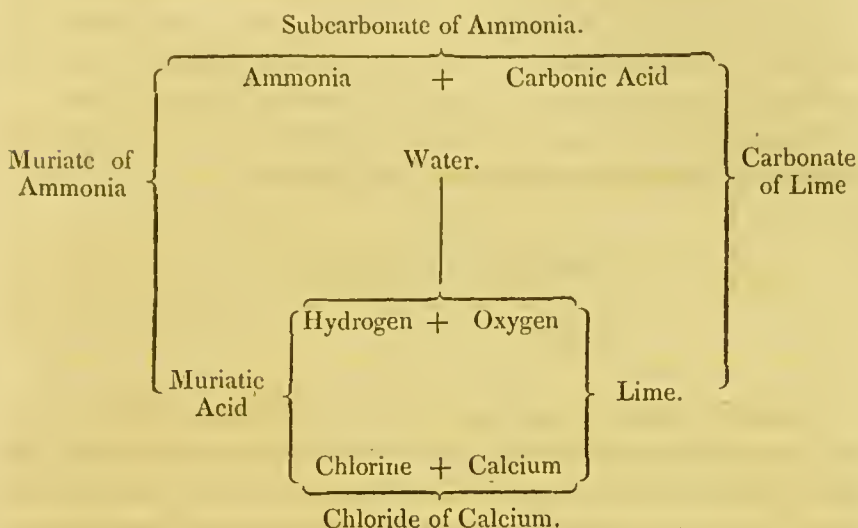 Subcarbonate of Ammonia.
Ammonia + Carbonic Acid
Muriate of
Ammonia
Water.
Carbonate
of Lime
Hydrogen + Oxygen
Muriatic
Acid
Lime.
Chlorine + Calcium
Chloride of Calcium.